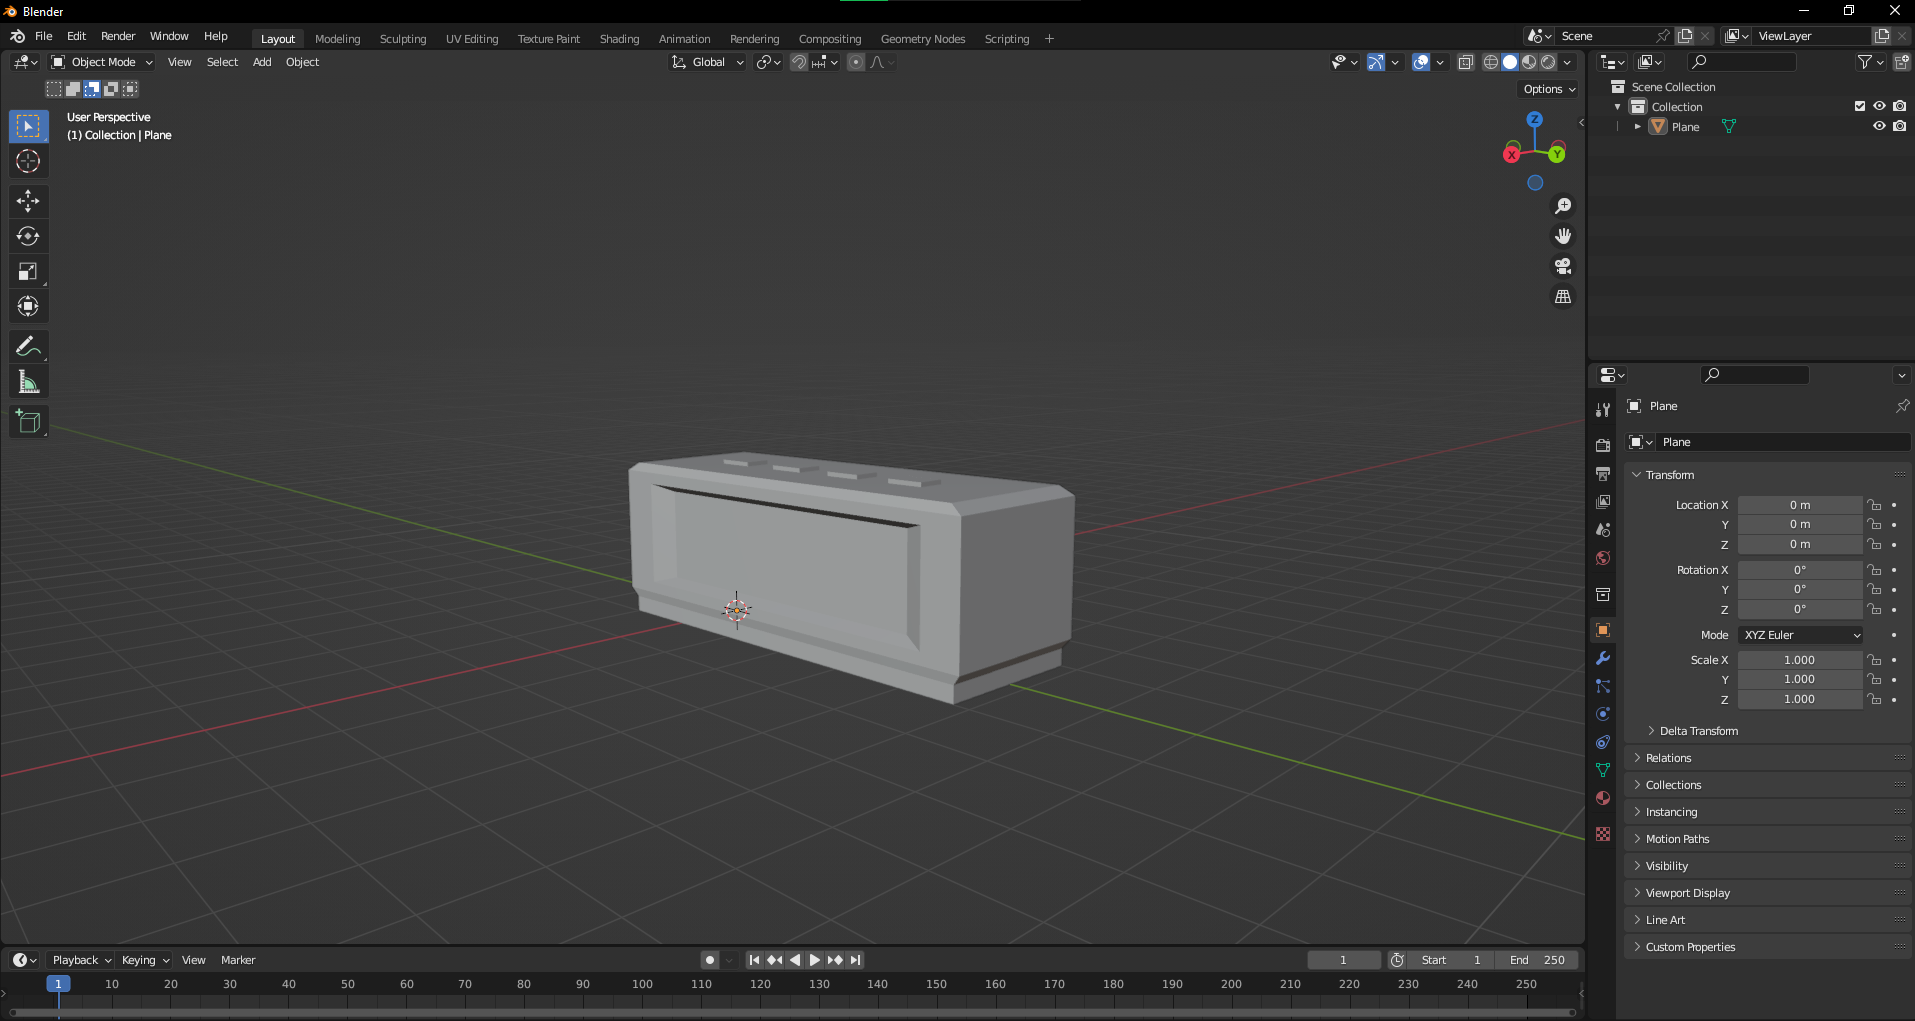 Blender
File Edit Render Window Help Layout Modeling Sculpting UV Editing Texture Paint Shading Animation Rendering Compositing Geometry Nodes Scripting + Scene ViewLayer
Object Mode View Select Add Object Global
Options
User Perspective
(1) Collection | Plane
Z
X Y
Scene Collection
Collection
Plane
Plane
Plane
Transform
Location X 0 m
Y 0 m
Z 0 m
Rotation X 0°
Y 0°
Z 0°
Mode XYZ Euler
Scale X 1.000
Y 1.000
Z 1.000
Delta Transform
Relations
Collections
Instancing
Motion Paths
Visibility
Viewport Display
Line Art
Custom Properties
Playback Keying View Marker 1 Start 1 End 250
1 10 20 30 40 50 60 70 80 90 100 110 120 130 140 150 160 170 180 190 200 210 220 230 240 250